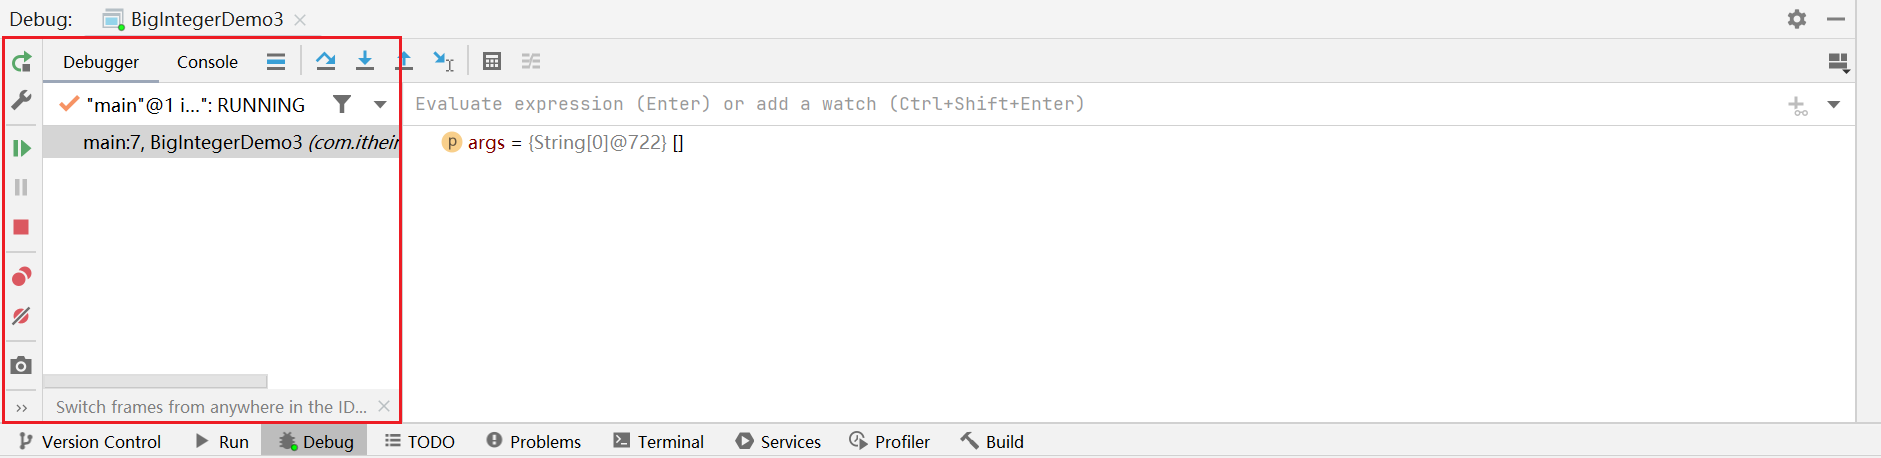 Debug: BigIntegerDemo3
Debugger Console
"main"@1 i...": RUNNING
Evaluate expression (Enter) or add a watch (Ctrl+Shift+Enter)
main:7, BigIntegerDemo3 (com.itheir
p args = {String[0]@722} []
Switch frames from anywhere in the ID...
Version Control Run Debug TODO Problems Terminal Services Profiler Build